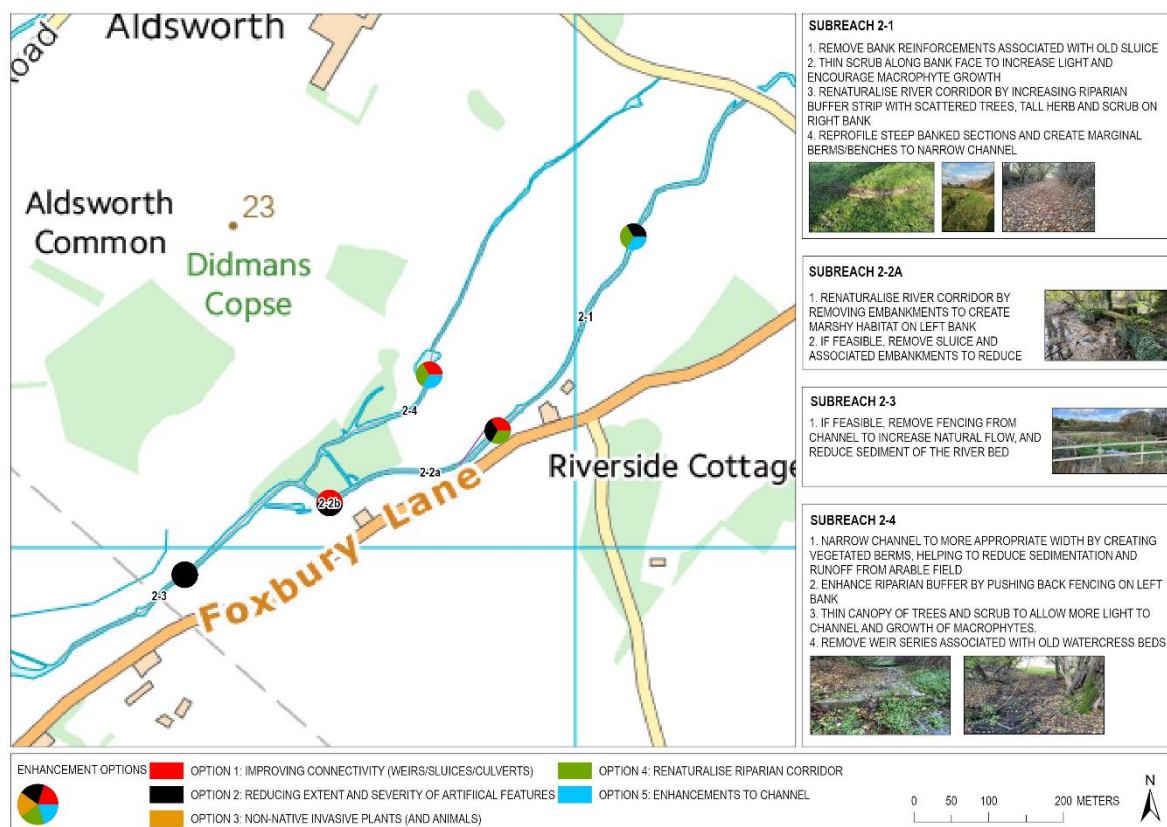 Aldsworth
Road
Aldsworth
Common
23
Didmans
Copse
2-1
2-4
2-2a
2-2b
2-3
Riverside Cottage
Foxbury Lane
SUBREACH 2-1
1. REMOVE BANK REINFORCEMENTS ASSOCIATED WITH OLD SLUICE
2. THIN SCRUB ALONG BANK FACE TO INCREASE LIGHT AND
ENCOURAGE MACROPHYTE GROWTH
3. RENATURALISE RIVER CORRIDOR BY INCREASING RIPARIAN
BUFFER STRIP WITH SCATTERED TREES, TALL HERB AND SCRUB ON
RIGHT BANK
4. REPROFILE STEEP BANKED SECTIONS AND CREATE MARGINAL
BERMS/BENCHES TO NARROW CHANNEL
SUBREACH 2-2A
1. RENATURALISE RIVER CORRIDOR BY
REMOVING EMBANKMENTS TO CREATE
MARSHY HABITAT ON LEFT BANK
2. IF FEASIBLE, REMOVE SLUICE AND
ASSOCIATED EMBANKMENTS TO REDUCE
SUBREACH 2-3
1. IF FEASIBLE, REMOVE FENCING FROM
CHANNEL TO INCREASE NATURAL FLOW, AND
REDUCE SEDIMENT OF THE RIVER BED
SUBREACH 2-4
1. NARROW CHANNEL TO MORE APPROPRIATE WIDTH BY CREATING
VEGETATED BERMS, HELPING TO REDUCE SEDIMENTATION AND
RUNOFF FROM ARABLE FIELD
2. ENHANCE RIPARIAN BUFFER BY PUSHING BACK FENCING ON LEFT
BANK
3. THIN CANOPY OF TREES AND SCRUB TO ALLOW MORE LIGHT TO
CHANNEL AND GROWTH OF MACROPHYTES.
4. REMOVE WEIR SERIES ASSOCIATED WITH OLD WATERCRESS BEDS
ENHANCEMENT OPTIONS
OPTION 1: IMPROVING CONNECTIVITY (WEIRS/SLUICES/CULVERTS)
OPTION 2: REDUCING EXTENT AND SEVERITY OF ARTIFIICAL FEATURES
OPTION 3: NON-NATIVE INVASIVE PLANTS (AND ANIMALS)
OPTION 4: RENATURALISE RIPARIAN CORRIDOR
OPTION 5: ENHANCEMENTS TO CHANNEL
0 50 100 200 METERS
N